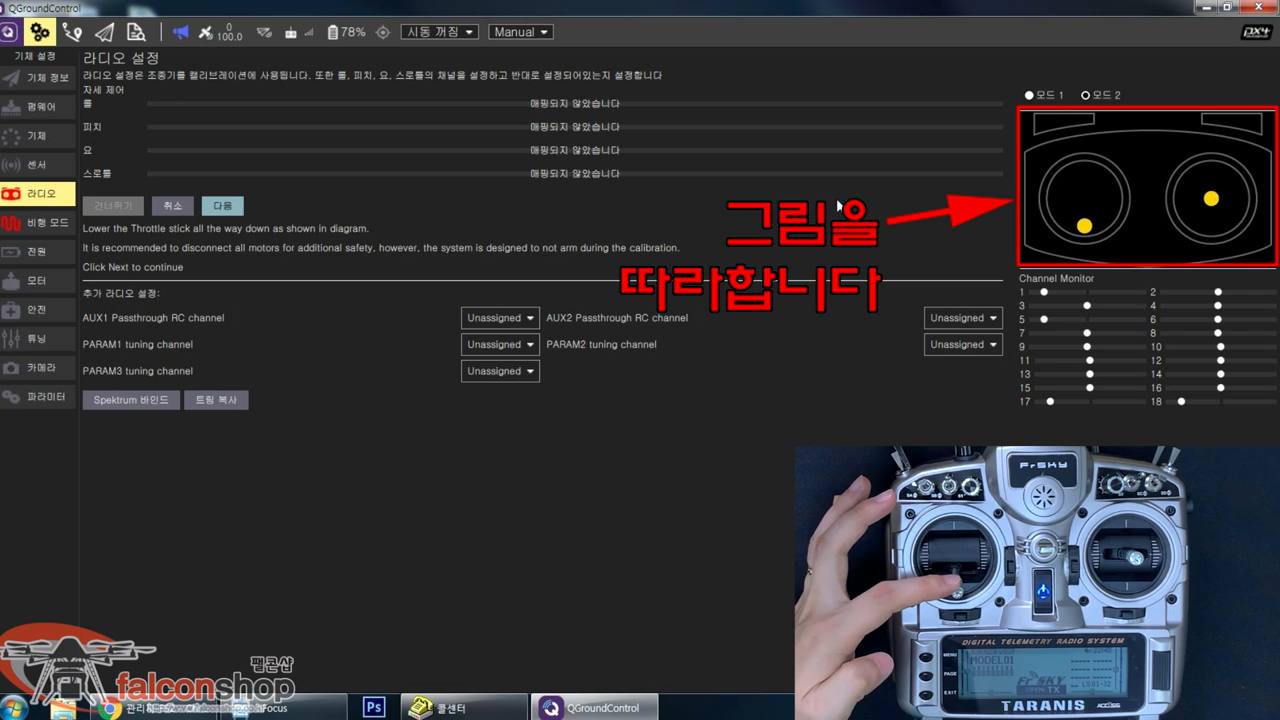 QGroundControl
0
100.0
78%
시동 꺼짐
Manual
px4
기체 설정
라디오 설정
기체 정보
라디오 설정은 조종기를 캘리브레이션에 사용됩니다. 또한 롤, 피치, 요, 스로틀의 채널을 설정하고 반대로 설정되어있는지 설정합니다
자세 제어
모드 1
모드 2
펌웨어
롤
매핑되지 않았습니다
기체
피치
매핑되지 않았습니다
센서
요
매핑되지 않았습니다
라디오
스로틀
매핑되지 않았습니다
비행 모드
건너뛰기
취소
다음
그림을
따라합니다
Lower the Throttle stick all the way down as shown in diagram.
전원
It is recommended to disconnect all motors for additional safety, however, the system is designed to not arm during the calibration.
Click Next to continue
모터
Channel Monitor
추가 라디오 설정:
1
2
안전
3
4
AUX1 Passthrough RC channel
Unassigned
AUX2 Passthrough RC channel
Unassigned
5
6
튜닝
7
8
PARAM1 tuning channel
Unassigned
PARAM2 tuning channel
Unassigned
9
10
카메라
11
12
PARAM3 tuning channel
Unassigned
13
14
15
16
파라미터
Spektrum 바인드
트림 복사
17
18
FrSKY
DIGITAL TELEMETRY RADIO SYSTEM
MENU
PAGE
EXIT
MODEL01
FrSKY
LS 01-32
TARANIS
ACCESS
팰콘샵
falconshop
Focus
Ps
콜센터
QGroundControl